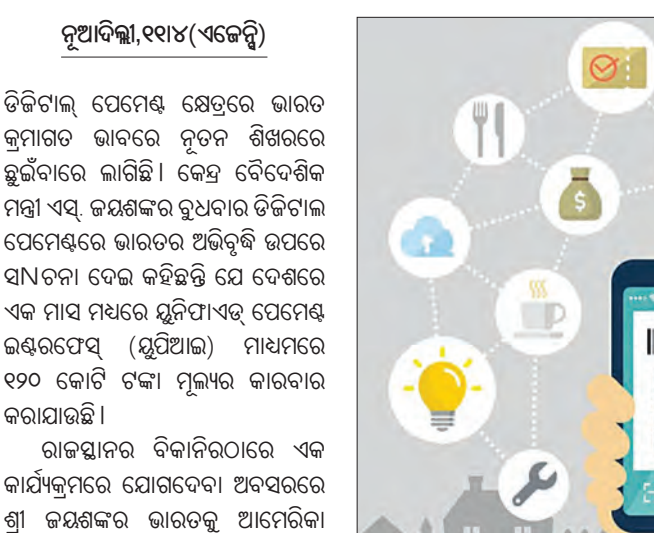 ନୂଆଦିଲ୍ଲୀ,୧୧।୪(ଏଜେନ୍ସି)
ଡିଜିଟାଲ୍ ପେମେଣ୍ଟ କ୍ଷେତ୍ରରେ ଭାରତ
କ୍ରମାଗତ ଭାବରେ ନୂତନ ଶିଖରରେ
ଛୁଇଁବାରେ ଲାଗିଛି। କେନ୍ଦ୍ର ବୈଦେଶିକ
ମନ୍ତ୍ରୀ ଏସ୍. ଜୟଶଙ୍କର ବୁଧବାର ଡିଜିଟାଲ
ପେମେଣ୍ଟରେ ଭାରତର ଅଭିବୃଦ୍ଧି ଉପରେ
ସNଚନା ଦେଇ କହିଛନ୍ତି ଯେ ଦେଶରେ
ଏକ ମାସ ମଧ୍ୟରେ ୟୁନିଫାଏଡ୍ ପେମେଣ୍ଟ
ଇଣ୍ଟରଫେସ୍ (ୟୁପିଆଇ) ମାଧ୍ୟମରେ
୧୨୦ କୋଟି ଟଙ୍କା ମୂଲ୍ୟର କାରବାର
କରାଯାଉଛି।
ରାଜସ୍ଥାନର ବିକାନିରଠାରେ ଏକ
କାର୍ଯ୍ୟକ୍ରମରେ ଯୋଗଦେବା ଅବସରରେ
ଶ୍ରୀ ଜୟଶଙ୍କର ଭାରତକୁ ଆମେରିକା
$